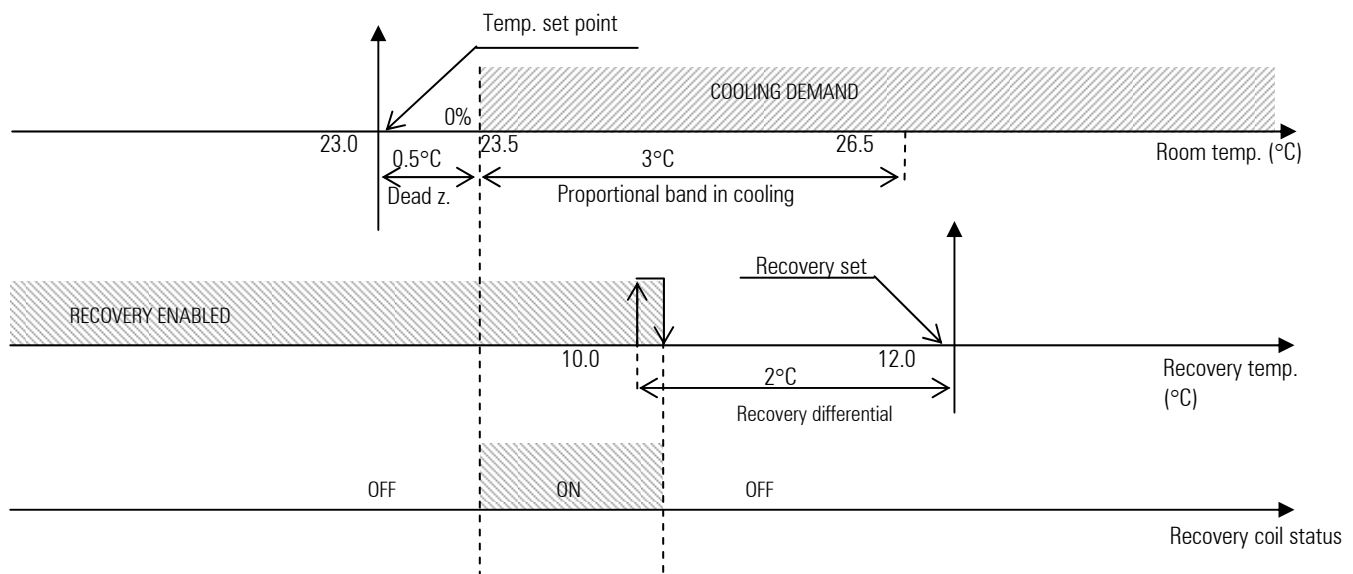 Temp. set point
COOLING DEMAND
0%
23.0
23.5
26.5
Room temp. (°C)
0.5°C
3°C
Dead z.
Proportional band in cooling
Recovery set
RECOVERY ENABLED
10.0
12.0
Recovery temp.
(°C)
2°C
Recovery differential
OFF
ON
OFF
Recovery coil status